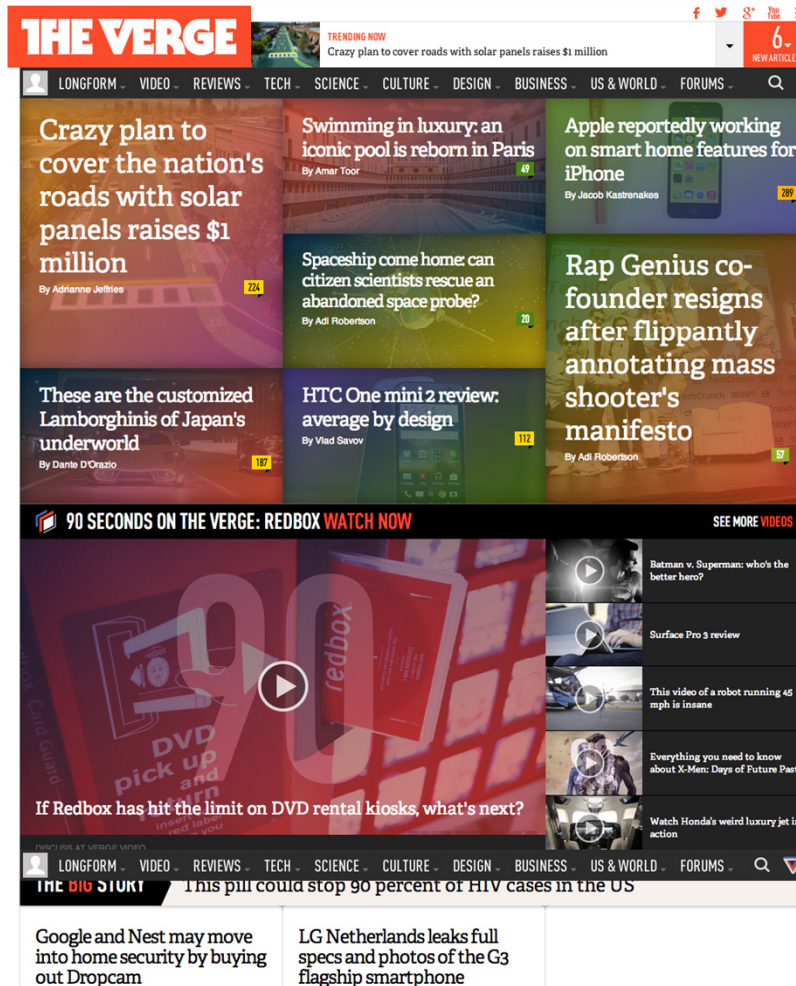 THE VERGE
TRENDING NOW
Crazy plan to cover roads with solar panels raises $1 million
6
NEW ARTICLE
LONGFORM VIDEO REVIEWS TECH SCIENCE CULTURE DESIGN BUSINESS US & WORLD FORUMS
Crazy plan to
cover the nation's
roads with solar
panels raises $1
million
By Adrianne Jeffries
224
Swimming in luxury: an
iconic pool is reborn in Paris
By Amar Toor
49
Apple reportedly working
on smart home features for
iPhone
By Jacob Kastrenakes
289
Spaceship come home: can
citizen scientists rescue an
abandoned space probe?
By Adi Robertson
20
Rap Genius co-
founder resigns
after flippantly
annotating mass
shooter's
manifesto
By Adi Robertson
57
These are the customized
Lamborghinis of Japan's
underworld
By Dante D'Orazio
187
HTC One mini 2 review:
average by design
By Vlad Savov
112
90 SECONDS ON THE VERGE: REDBOX WATCH NOW
SEE MORE VIDEOS
90
redbox
Redbox Card Guard
DVD
pick up
and
return
If Redbox has hit the limit on DVD rental kiosks, what's next?
DISCUSS AT VERGE VIDEO
Batman v. Superman: who's the
better hero?
Surface Pro 3 review
This video of a robot running 45
mph is insane
Everything you need to know
about X-Men: Days of Future Past
Watch Honda's weird luxury jet in
action
LONGFORM VIDEO REVIEWS TECH SCIENCE CULTURE DESIGN BUSINESS US & WORLD FORUMS
THE BIG STORY
This pill could stop 90 percent of HIV cases in the US
Google and Nest may move
into home security by buying
out Dropcam
LG Netherlands leaks full
specs and photos of the G3
flagship smartphone